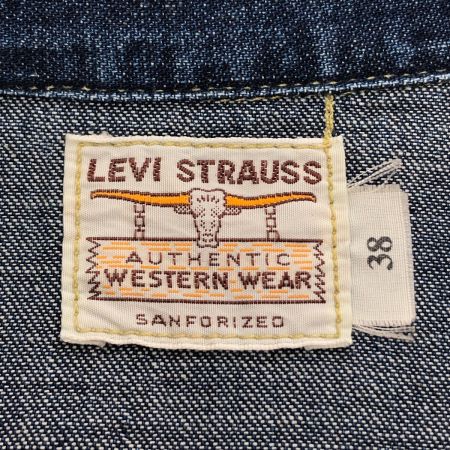 LEVI STRAUSS
AUTHENTIC
WESTERN WEAR
SANFORIZED
38